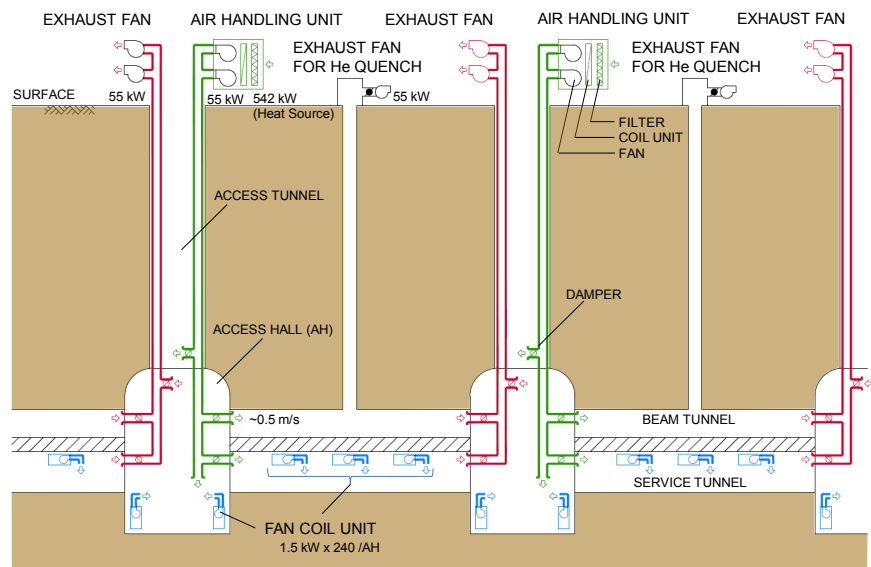 EXHAUST FAN
AIR HANDLING UNIT
EXHAUST FAN
AIR HANDLING UNIT
EXHAUST FAN
EXHAUST FAN
FOR He QUENCH
EXHAUST FAN
FOR He QUENCH
SURFACE
55 kW
55 kW
542 kW
(Heat Source)
55 kW
FILTER
COIL UNIT
FAN
ACCESS TUNNEL
DAMPER
ACCESS HALL (AH)
~0.5 m/s
BEAM TUNNEL
SERVICE TUNNEL
FAN COIL UNIT
1.5 kW x 240 /AH